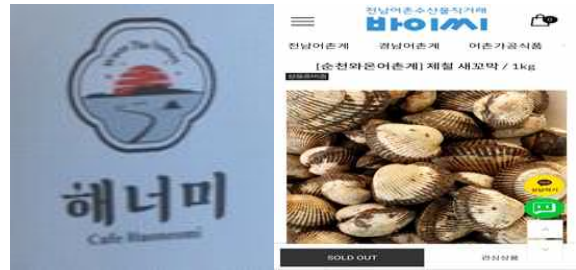 해너미
전남어촌수산물직거래
바이씨
전남어촌계 경남어촌계 어촌가공식품
[순천와온어촌계] 제철 새꼬막 / 1kg
SOLD OUT 관심상품